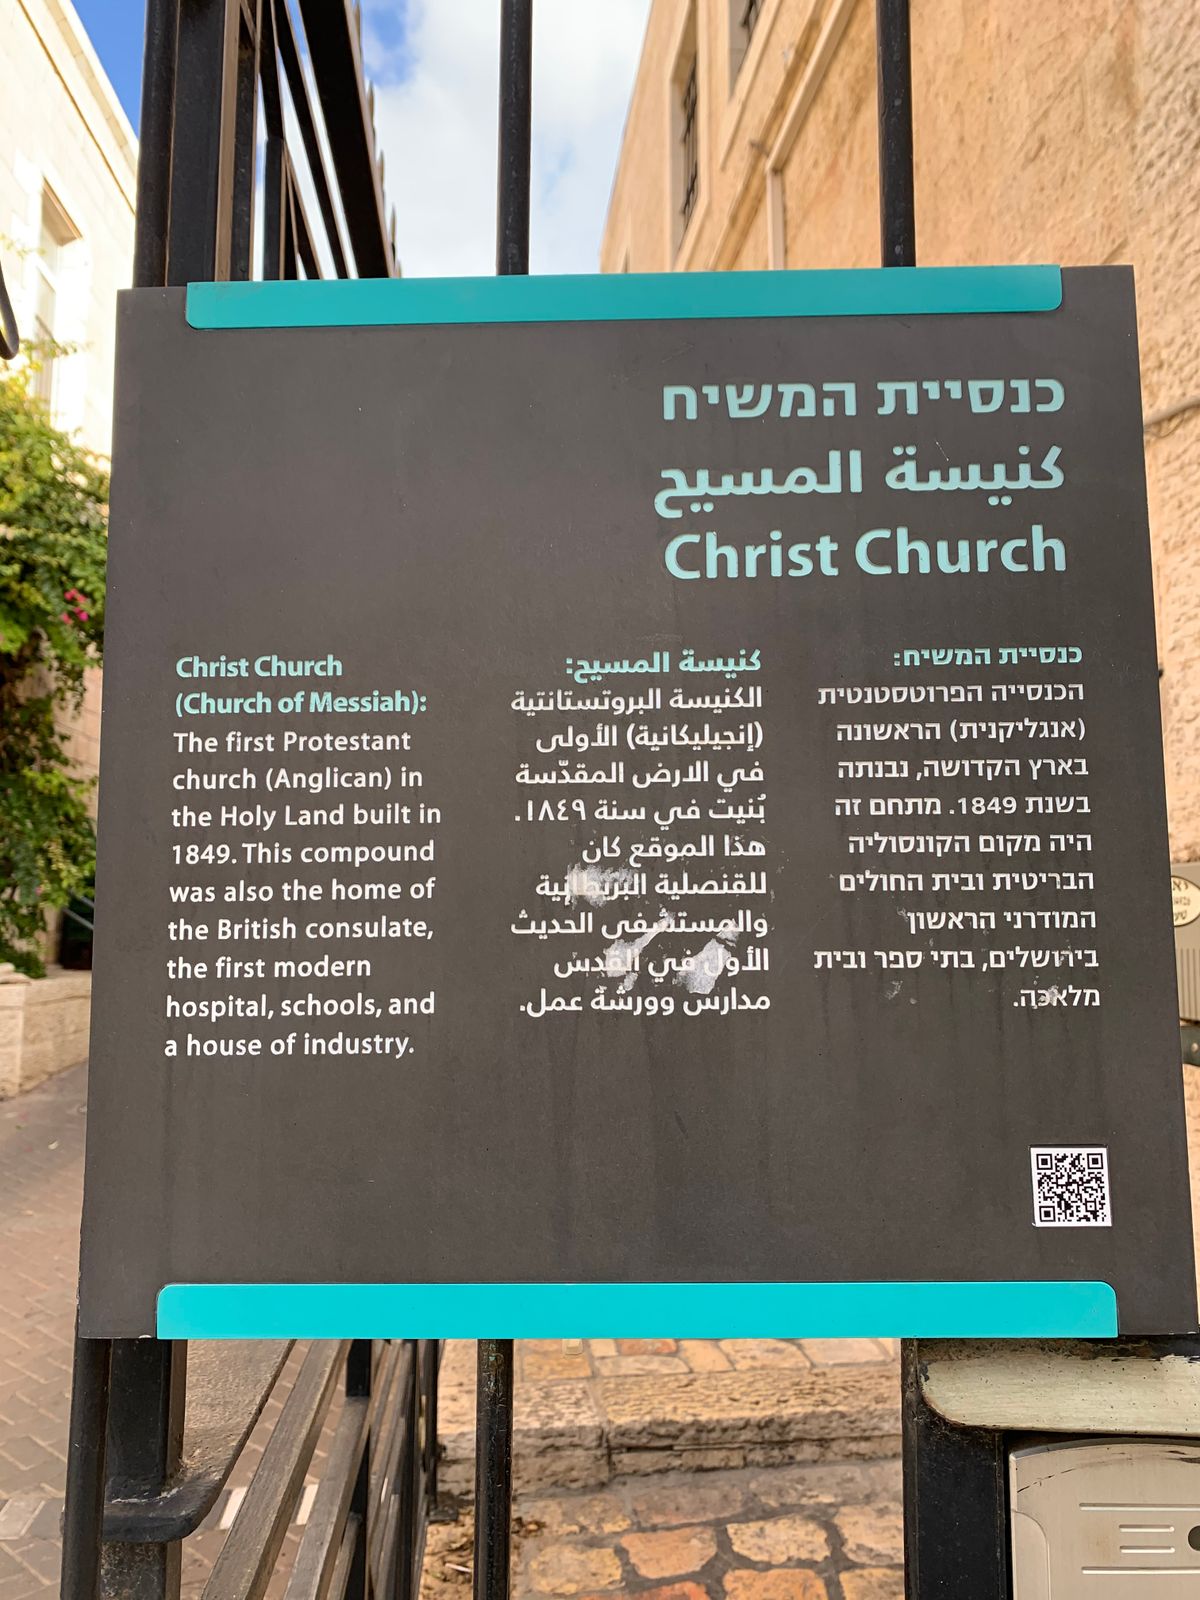 כנסיית המשיח
كنيسة المسيح
Christ Church
Christ Church
(Church of Messiah):
The first Protestant
church (Anglican) in
the Holy Land built in
1849. This compound
was also the home of
the British consulate,
the first modern
hospital, schools, and
a house of industry.
كنيسة المسيح:
الكنيسة البروتستانتية
(إنجيليكانية) الأولى
في الارض المقدّسة
بُنيت في سنة ١٨٤٩.
هذا الموقع كان
للقنصلية البريطانية
والمستشفى الحديث
الأول في القدس
مدارس وورشة عمل.
כנסיית המשיח:
הכנסייה הפרוטסטנטית
(אנגליקנית) הראשונה
בארץ הקדושה, נבנתה
בשנת 1849. מתחם זה
היה מקום הקונסוליה
הבריטית ובית החולים
המודרני הראשון
בירושלים, בתי ספר ובית
מלאכה.